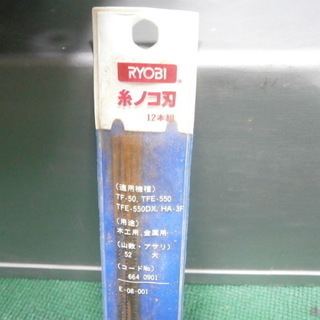 RYOBI
糸ノコ刃
12本組
(適用機種)
TF-50, TFE-550
TFE-550DX, HA-3F
(用途)
木工用, 金属用
(山数・アサリ)
52 大
(コードNo)
664 0901
E-08-001